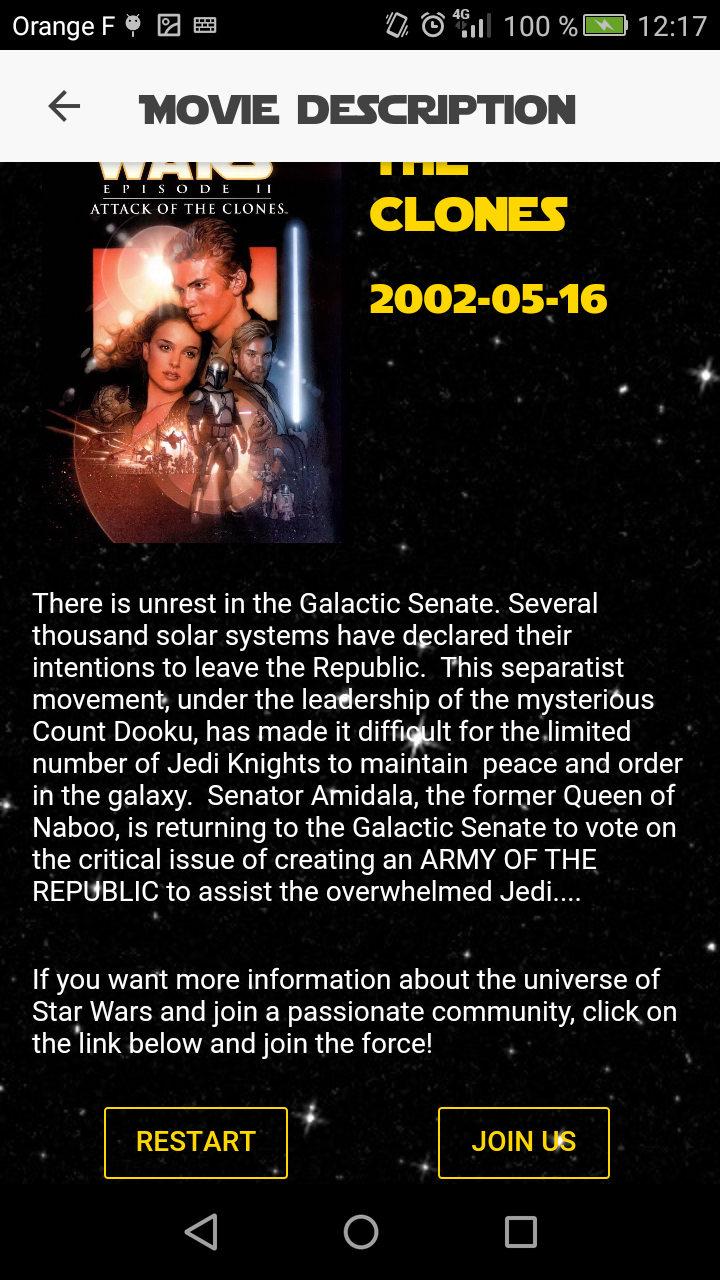 Orange F 4G 100 % 12:17
MOVIE DESCRIPTION
WARS
EPISODE II
ATTACK OF THE CLONES
THE
CLONES
2002-05-16
There is unrest in the Galactic Senate. Several
thousand solar systems have declared their
intentions to leave the Republic.  This separatist
movement, under the leadership of the mysterious
Count Dooku, has made it difficult for the limited
number of Jedi Knights to maintain  peace and order
in the galaxy.  Senator Amidala, the former Queen of
Naboo, is returning to the Galactic Senate to vote on
the critical issue of creating an ARMY OF THE
REPUBLIC to assist the overwhelmed Jedi....
If you want more information about the universe of
Star Wars and join a passionate community, click on
the link below and join the force!
RESTART
JOIN US